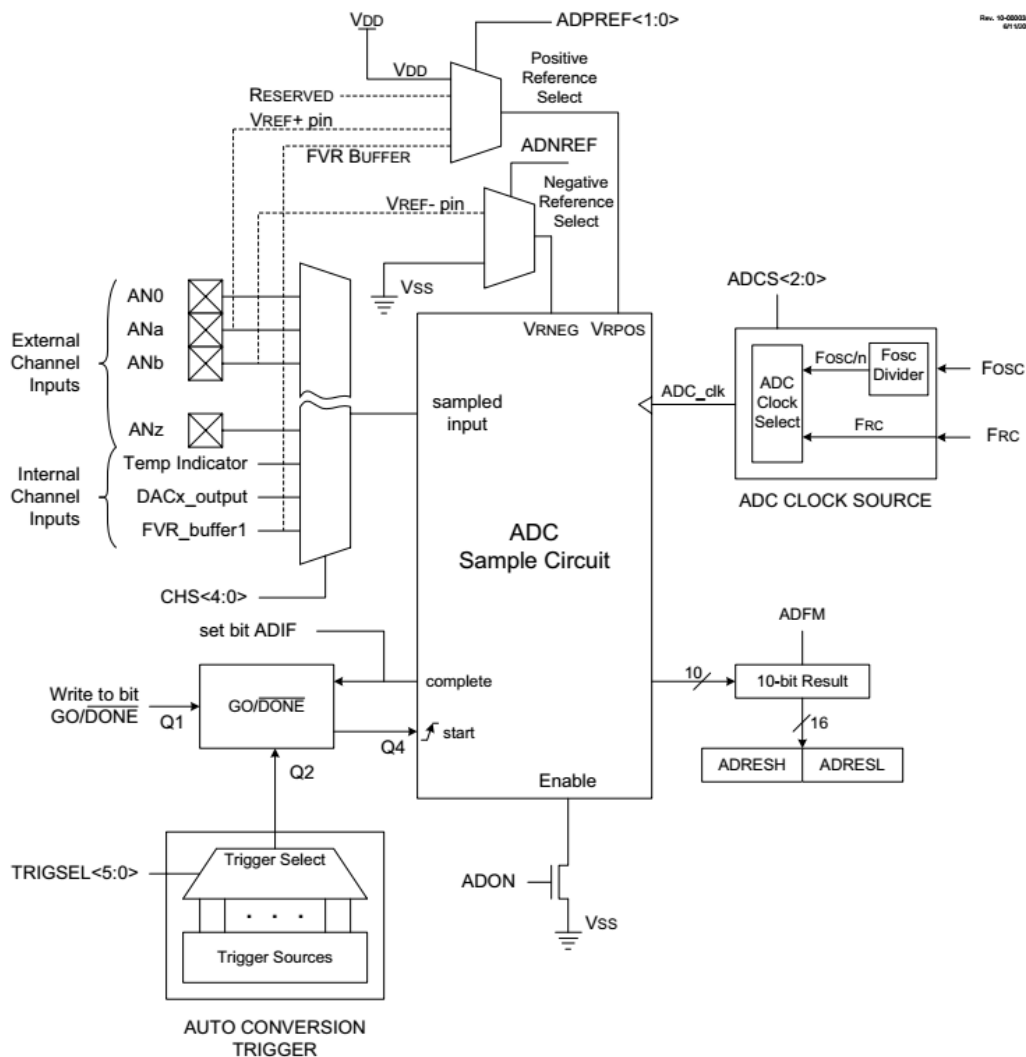 Rev. 10-00003
VDD
ADPREF<1:0>
VDD
Positive
Reference
Select
RESERVED
VREF+ pin
FVR BUFFER
ADNREF
VREF- pin
Negative
Reference
Select
VSS
VRNEG
VRPOS
External
Channel
Inputs
AN0
ANa
ANb
ANz
Internal
Channel
Inputs
Temp Indicator
DACx_output
FVR_buffer1
CHS<4:0>
sampled
input
ADC_clk
ADCS<2:0>
ADC
Clock
Select
FOSC/n
Fosc
Divider
FOSC
FRC
FRC
ADC CLOCK SOURCE
ADC
Sample Circuit
set bit ADIF
Write to bit
GO/DONE
Q1
GO/DONE
complete
Q4
start
Q2
Enable
ADFM
10
10-bit Result
16
ADRESH
ADRESL
TRIGSEL<5:0>
Trigger Select
. . .
Trigger Sources
AUTO CONVERSION
TRIGGER
ADON
VSS